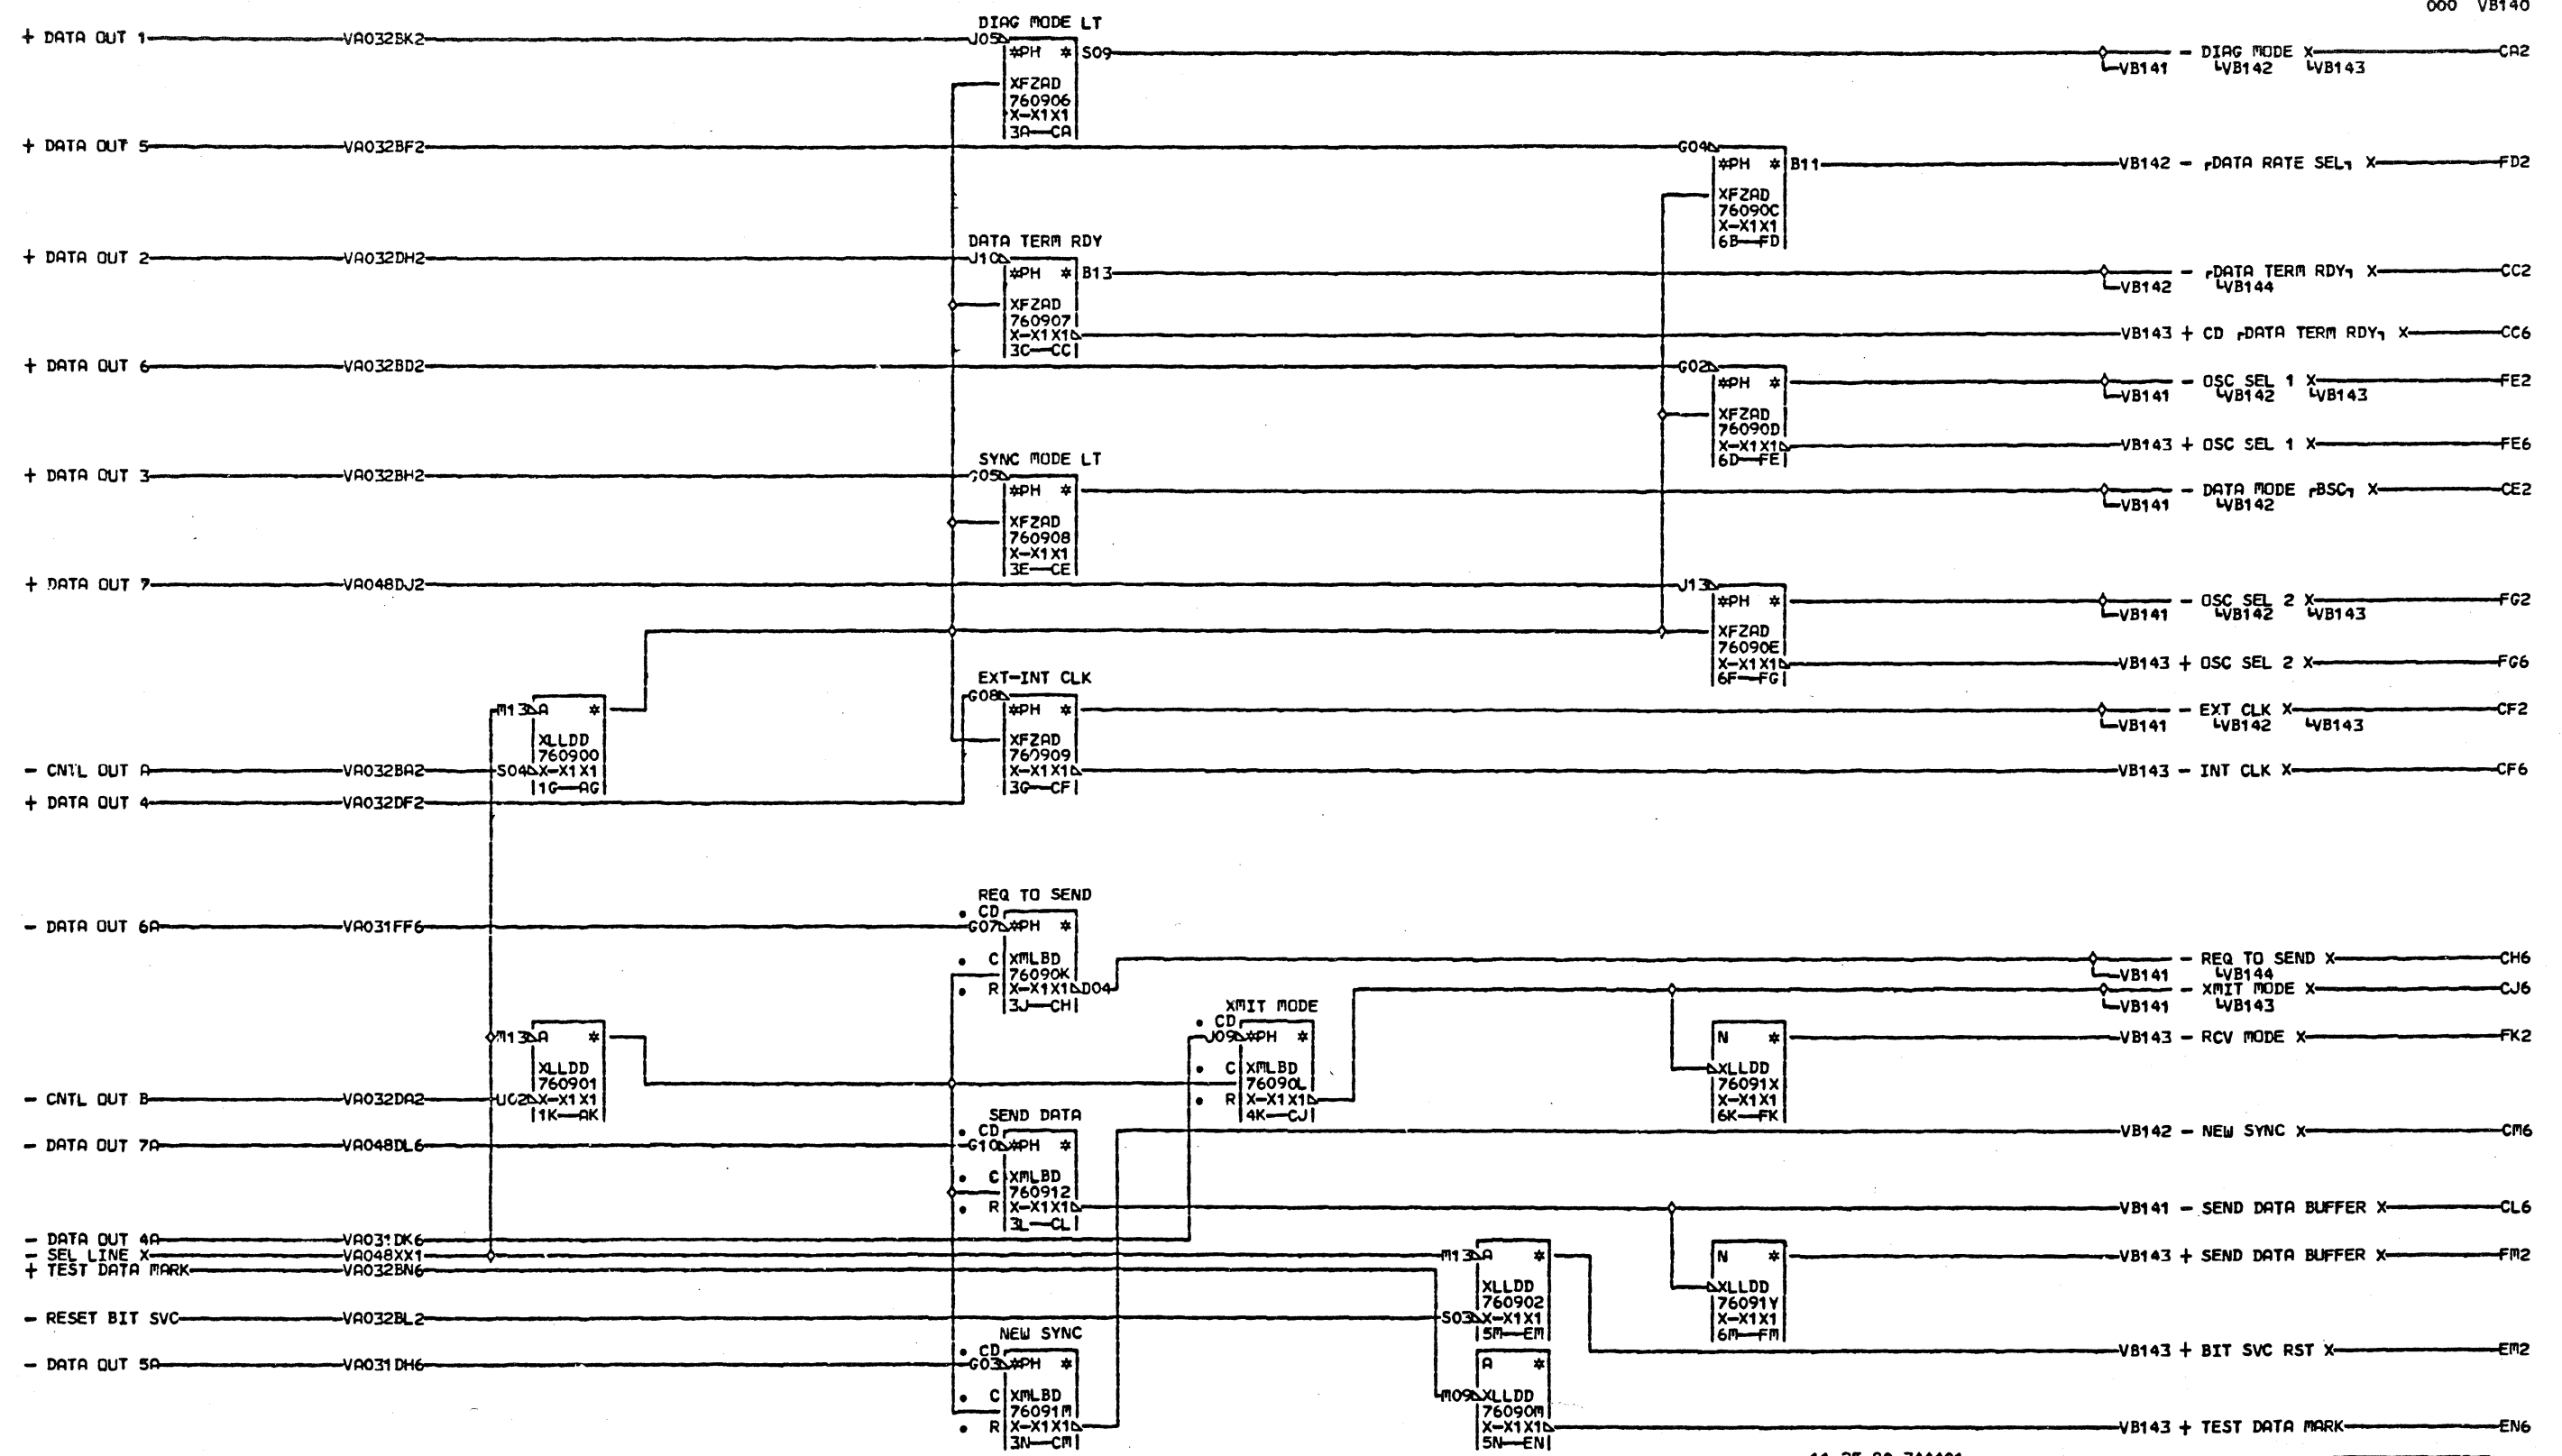 000 VB140
DIAG MODE LT
+ DATA OUT 1 VA032BK2 J05 *PH * S09 - DIAG MODE X CA2
VB141 VB142 VB143
XFZAD
760906
X-X1X1
3A CA
+ DATA OUT 5 VA032BF2 G04
*PH * B11 VB142 - DATA RATE SEL X FD2
XFZAD
76090C
X-X1X1
6B FD
DATA TERM RDY
+ DATA OUT 2 VA032DH2 J10
*PH * B13 - DATA TERM RDY X CC2
VB142 VB144
XFZAD
760907
X-X1X1 VB143 + CD DATA TERM RDY X CC6
3C CC
+ DATA OUT 6 VA032BD2 G02
*PH * - OSC SEL 1 X FE2
VB141 VB142 VB143
XFZAD
76090D
X-X1X1 VB143 + OSC SEL 1 X FE6
6D FE
SYNC MODE LT
+ DATA OUT 3 VA032BH2 G05
*PH * - DATA MODE BSC X CE2
VB141 VB142
XFZAD
760908
X-X1X1
3E CE
+ DATA OUT 7 VA048DJ2 J13
*PH * - OSC SEL 2 X FG2
VB141 VB142 VB143
XFZAD
76090E
X-X1X1 VB143 + OSC SEL 2 X FG6
6F FG
EXT-INT CLK
G08
M13 A * *PH * - EXT CLK X CF2
VB141 VB142 VB143
XLLDD XFZAD
760900 760909
- CNTL OUT A VA032BA2 S04 X-X1X1 X-X1X1 VB143 - INT CLK X CF6
1G AG 3G CF
+ DATA OUT 4 VA032DF2
REQ TO SEND
CD
- DATA OUT 6A VA031FF6 G07 *PH *
C XMLBD - REQ TO SEND X CH6
76090K VB141 VB144
R X-X1X1 D04 - XMIT MODE X CJ6
3J CH XMIT MODE VB141 VB143
CD
M13 A * J09 *PH * N * VB143 - RCV MODE X FK2
XLLDD C XMLBD XLLDD
760901 76090L 76091X
- CNTL OUT B VA032DA2 U02 X-X1X1 R X-X1X1 X-X1X1
1K AK 4K CJ 6K FK
SEND DATA
CD VB142 - NEW SYNC X CM6
- DATA OUT 7A VA048DL6 G10 *PH *
C XMLBD
760912
R X-X1X1 VB141 - SEND DATA BUFFER X CL6
3L CL
- DATA OUT 4A VA031DK6
- SEL LINE X VA048XX1 M13 A * N * VB143 + SEND DATA BUFFER X FM2
+ TEST DATA MARK VA032BN6
XLLDD XLLDD
760902 76091Y
- RESET BIT SVC VA032BL2 S03 X-X1X1 X-X1X1
5M EM 6M FM
NEW SYNC
CD VB143 + BIT SVC RST X EM2
- DATA OUT 5A VA031DH6 G03 *PH * A *
C XMLBD M09 XLLDD
76091M 76090M
R X-X1X1 X-X1X1 VB143 + TEST DATA MARK EN6
3N CM 5N EN